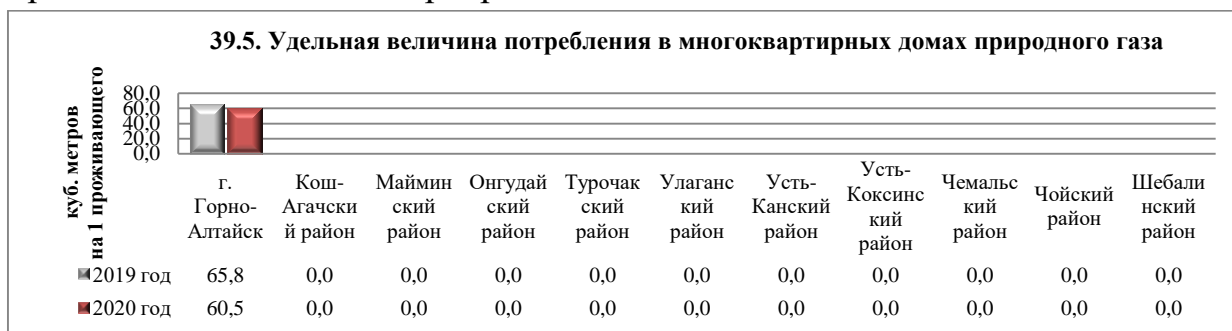 39.5. Удельная величина потребления в многоквартирных домах природного газа
куб. метров
на 1 проживающего
80,0
60,0
40,0
20,0
0,0
г. Кош- Маймин Онгудай Турочак Улаганс Усть- Усть- Чемальс Чойский Шебали
Горно- Агачски ский ский ский кий Канский Коксинс кий район нский
Алтайск й район район район район район район кий район район
район
2019 год 65,8 0,0 0,0 0,0 0,0 0,0 0,0 0,0 0,0 0,0 0,0
2020 год 60,5 0,0 0,0 0,0 0,0 0,0 0,0 0,0 0,0 0,0 0,0